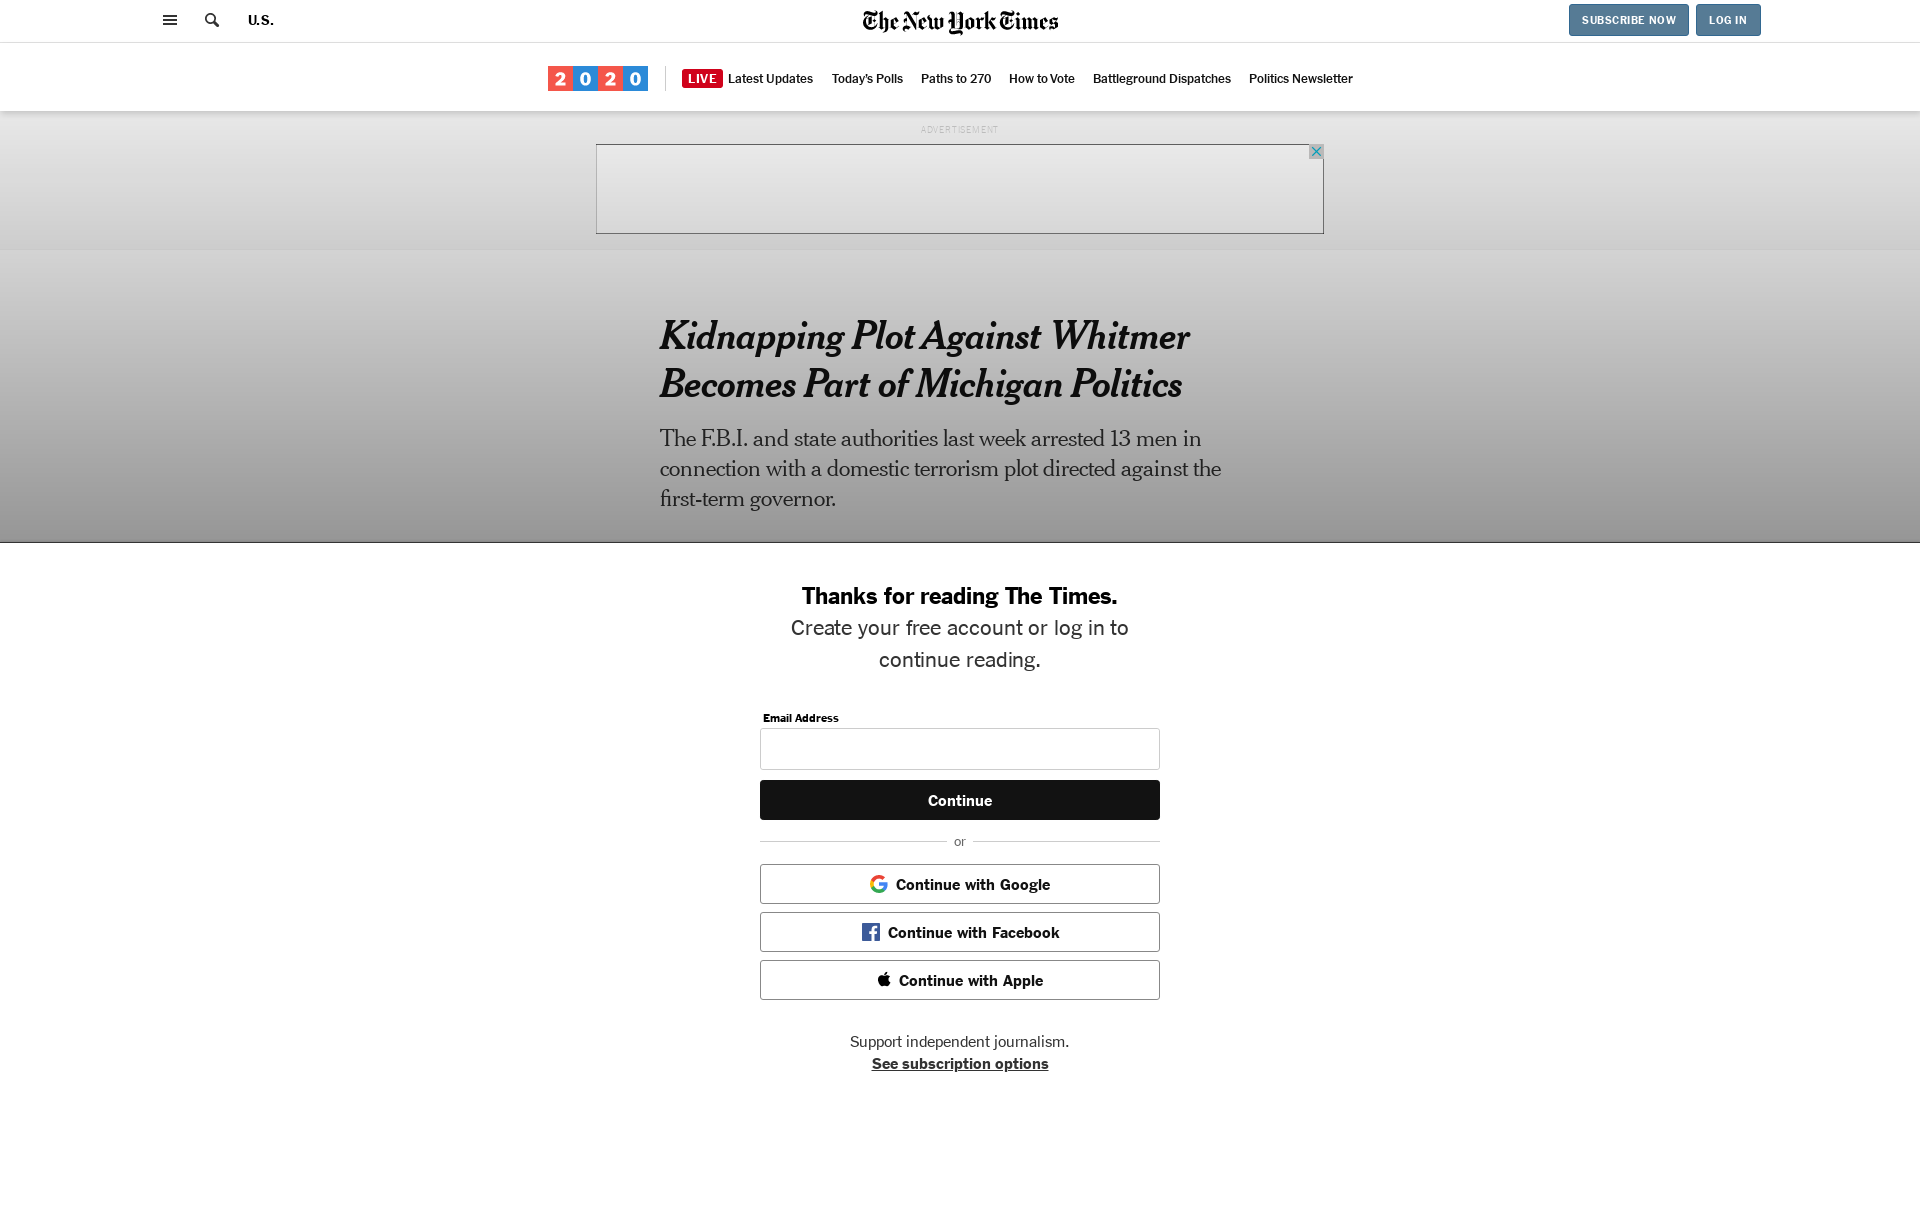 U.S.
The New York Times
SUBSCRIBE NOW
LOG IN
2020
LIVE Latest Updates Today's Polls Paths to 270 How to Vote Battleground Dispatches Politics Newsletter
ADVERTISEMENT
Kidnapping Plot Against Whitmer
Becomes Part of Michigan Politics
The F.B.I. and state authorities last week arrested 13 men in
connection with a domestic terrorism plot directed against the
first-term governor.
Thanks for reading The Times.
Create your free account or log in to
continue reading.
Email Address
Continue
or
Continue with Google
Continue with Facebook
Continue with Apple
Support independent journalism.
See subscription options